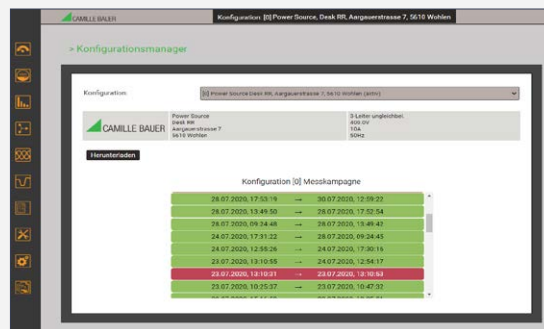 CAMILLE BAUER
Konfiguration: [0] Power Source, Desk RR, Aargauerstrasse 7, 5610 Wohlen
> Konfigurationsmanager
Konfiguration
[0] Power Source Desk RR, Aargauerstrasse 7, 5610 Wohlen (aktiv)
CAMILLE BAUER
Power Source
Desk RR
Aargauerstrasse 7
5610 Wohlen
3-Leiter ungleichbel.
400.0V
10A
50Hz
Herunterladen
Konfiguration [0] Messkampagne
28.07.2020, 17:53:19 → 30.07.2020, 12:59:22
26.07.2020, 13:49:50 → 28.07.2020, 17:52:54
26.07.2020, 09:24:48 → 26.07.2020, 13:49:42
24.07.2020, 17:31:22 → 26.07.2020, 09:24:45
24.07.2020, 12:55:26 → 24.07.2020, 17:30:16
23.07.2020, 13:10:55 → 24.07.2020, 12:54:17
23.07.2020, 13:10:31 → 23.07.2020, 13:10:53
23.07.2020, 10:25:37 → 23.07.2020, 10:47:32